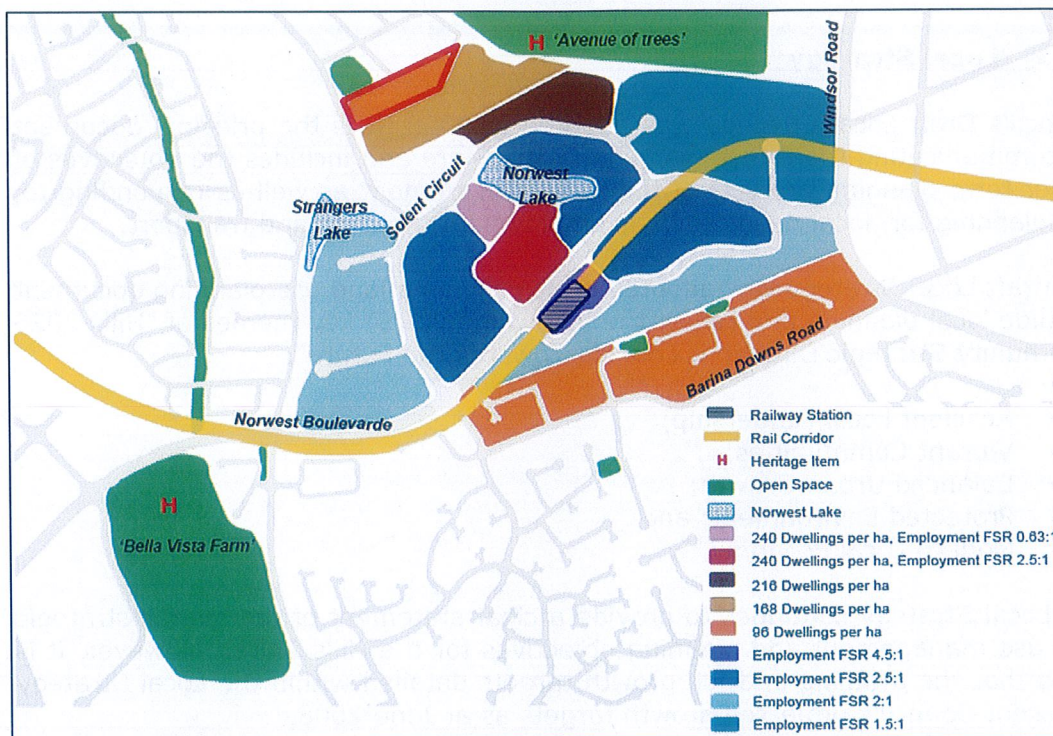 H 'Avenue of trees'
Windsor Road
Solent Circuit
Norwest
Lake
Strangers
Lake
Barina Downs Road
Norwest Boulevarde
H
'Bella Vista Farm'
Railway Station
Rail Corridor
H Heritage Item
Open Space
Norwest Lake
240 Dwellings per ha, Employment FSR 0.63:1
240 Dwellings per ha, Employment FSR 2.5:1
216 Dwellings per ha
168 Dwellings per ha
96 Dwellings per ha
Employment FSR 4.5:1
Employment FSR 2.5:1
Employment FSR 2:1
Employment FSR 1.5:1